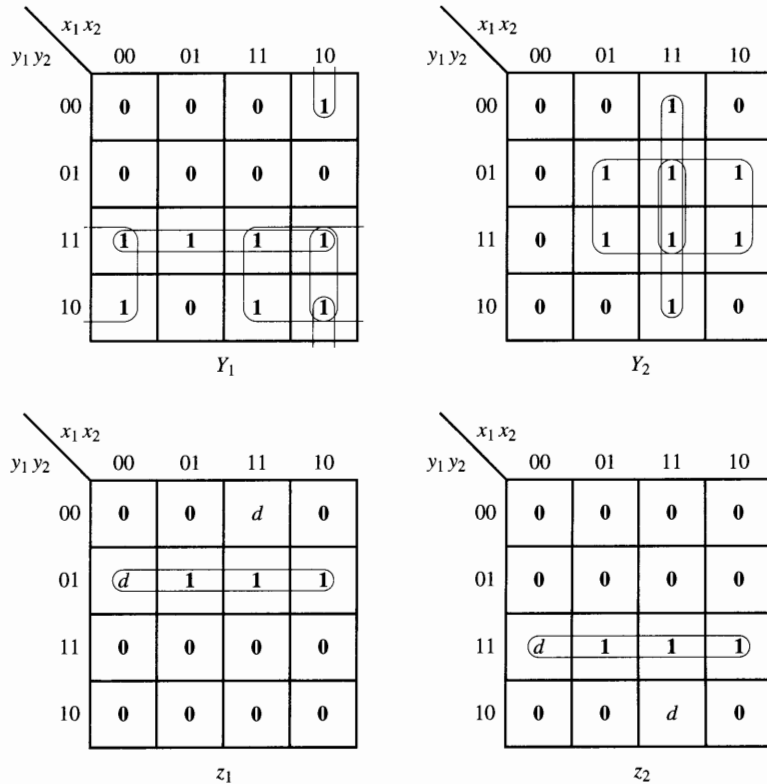 x1 x2 x1 x2
y1 y2 00 01 11 10 y1 y2 00 01 11 10
00 0 0 0 1 00 0 0 1 0
01 0 0 0 0 01 0 1 1 1
11 1 1 1 1 11 0 1 1 1
10 1 0 1 1 10 0 0 1 0
Y1 Y2
x1 x2 x1 x2
y1 y2 00 01 11 10 y1 y2 00 01 11 10
00 0 0 d 0 00 0 0 0 0
01 d 1 1 1 01 0 0 0 0
11 0 0 0 0 11 d 1 1 1
10 0 0 0 0 10 0 0 d 0
z1 z2